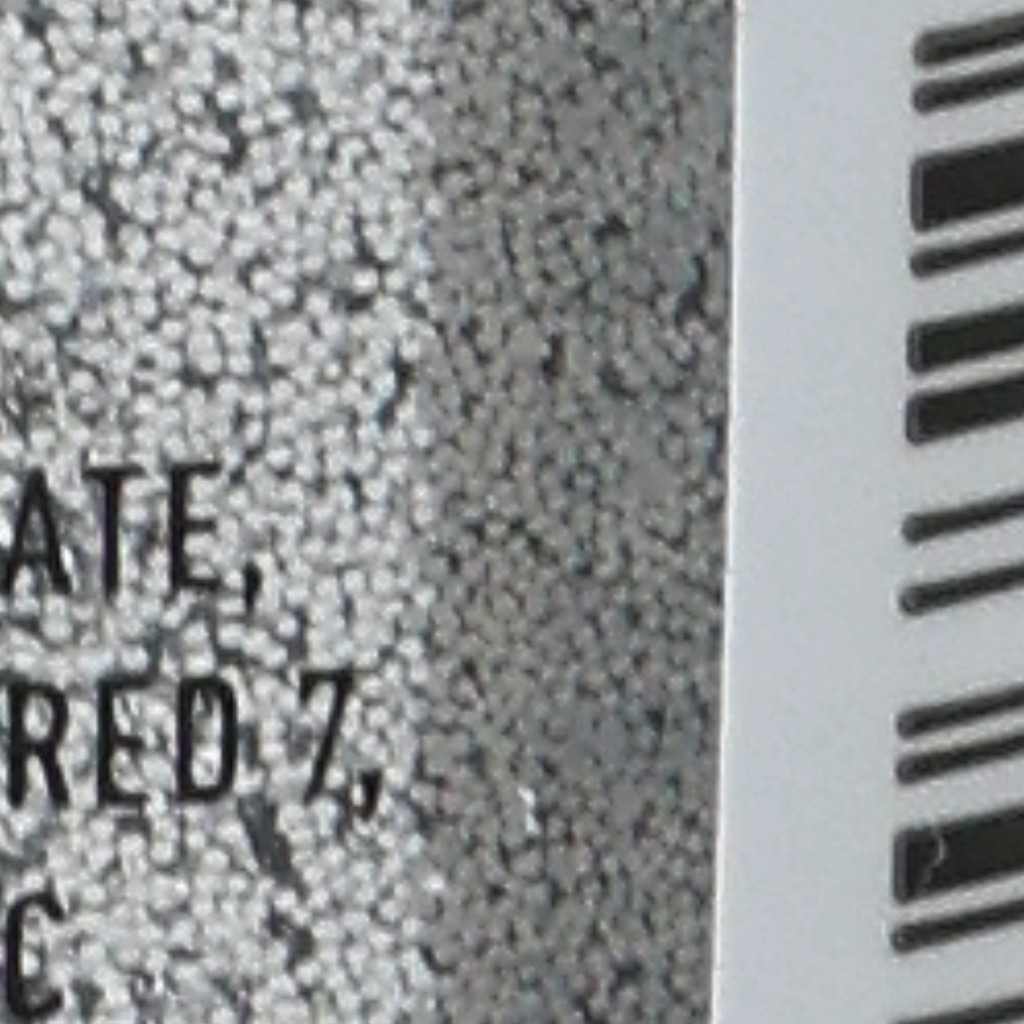 ATE,
RED 7,
C